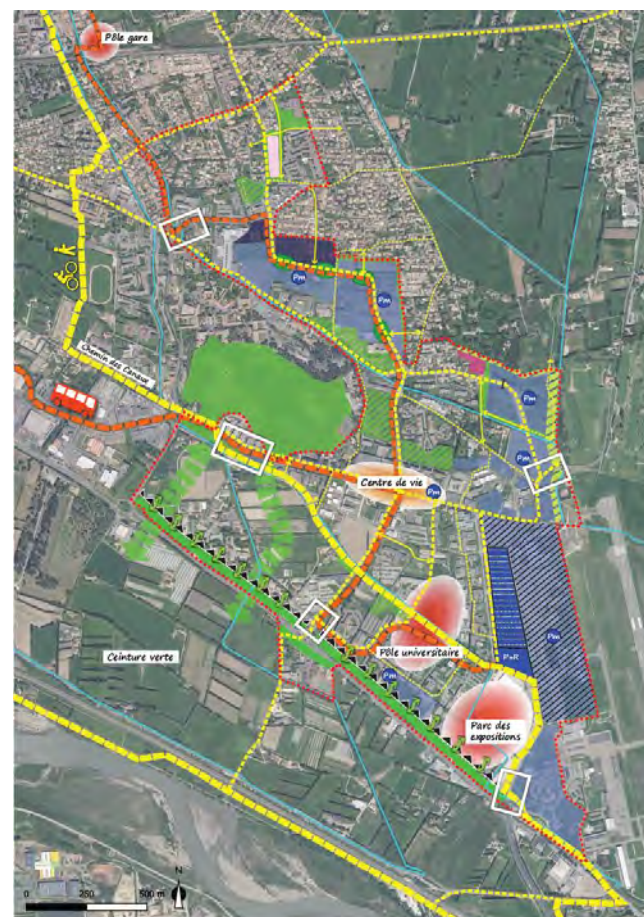 Pôle gare
Pm
Pm
Chemin des Canaux
Pm
Pm
Centre de vie
Pm
Pm
P+R
Pôle universitaire
Ceinture verte
Pm
Parc des
expositions
N
0 250 500 m